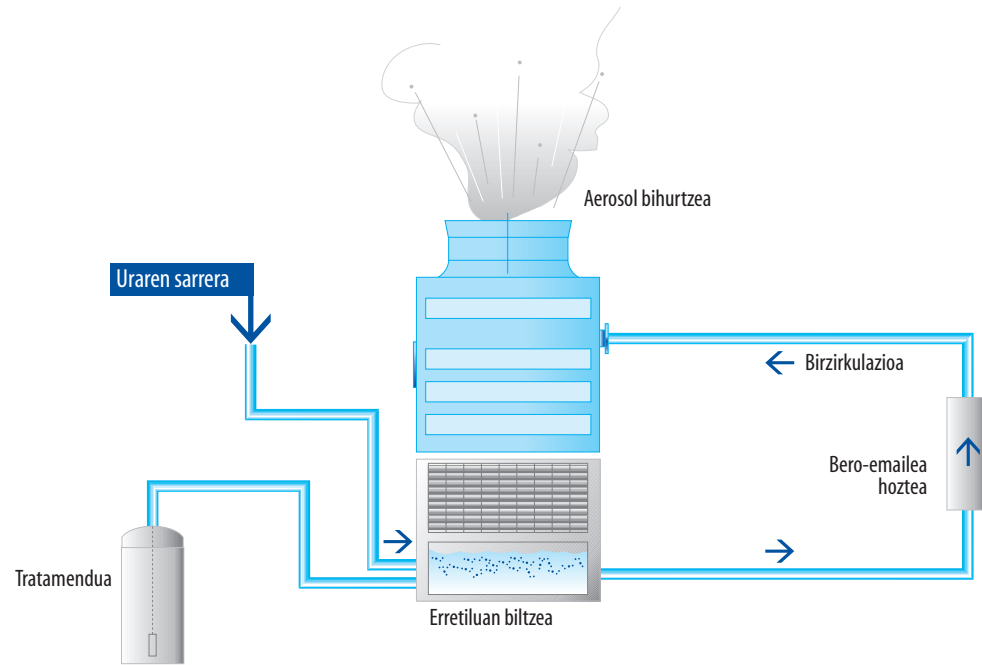 Aerosol bihurtzea
Uraren sarrera
Birzirkulazioa
Bero-emailea
hoztea
Tratamendua
Erretiluan biltzea